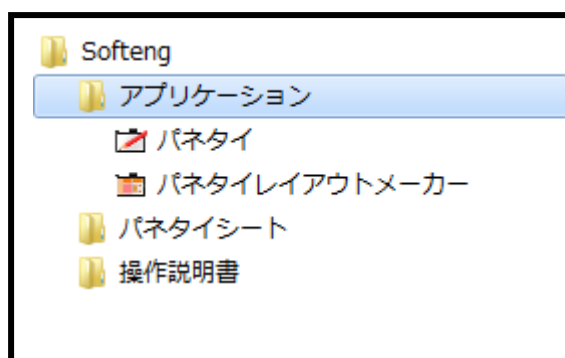 Softeng
アプリケーション
パネタイ
パネタイレイアウトメーカー
パネタイシート
操作説明書